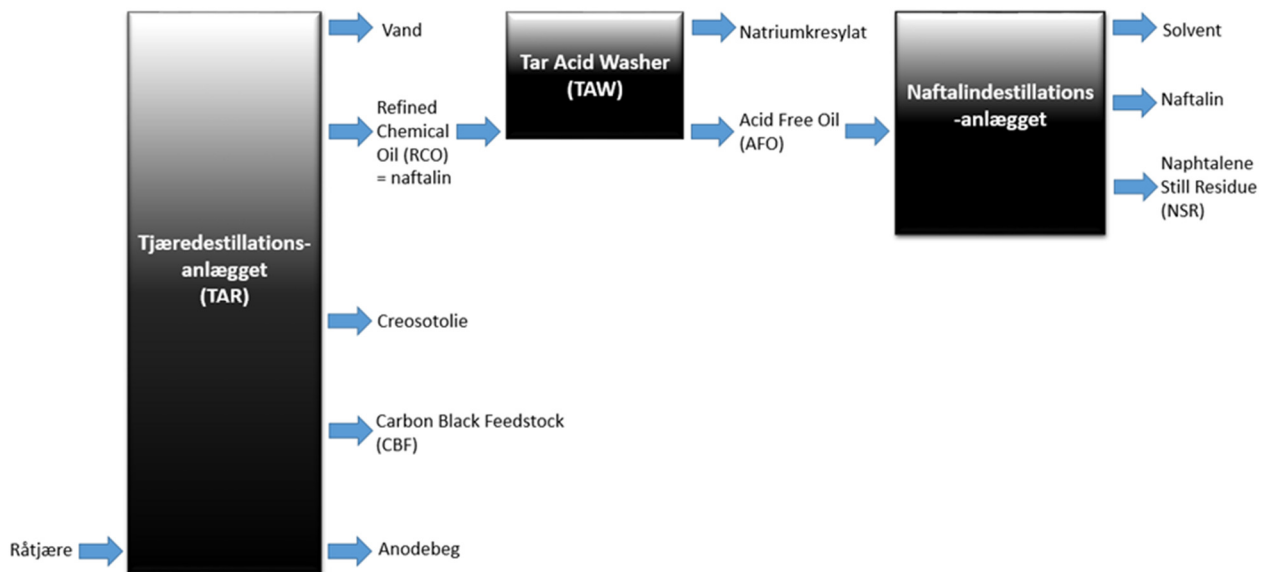 Råtjære
Tjæredestillations-
anlægget
(TAR)
Vand
Refined
Chemical
Oil (RCO)
= naftalin
Creosotolie
Carbon Black Feedstock
(CBF)
Anodebeg
Tar Acid Washer
(TAW)
Natriumkresylat
Acid Free Oil
(AFO)
Naftalindestillations
-anlægget
Solvent
Naftalin
Naphtalene
Still Residue
(NSR)